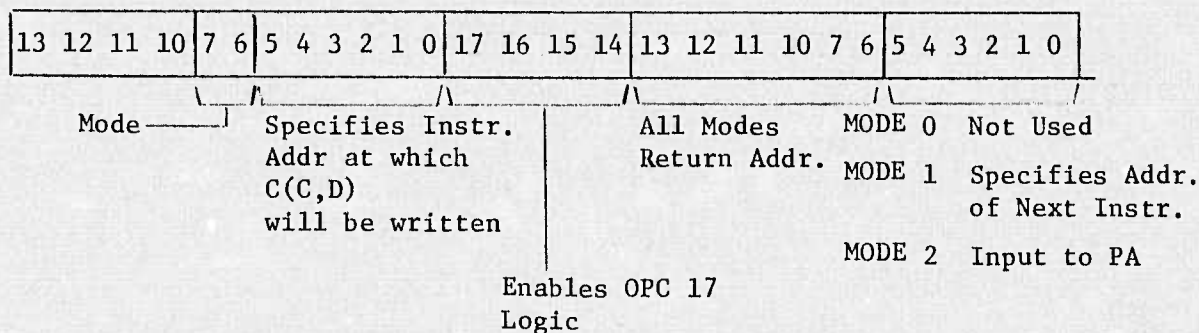 13 12 11 10 7 6 5 4 3 2 1 0 17 16 15 14 13 12 11 10 7 6 5 4 3 2 1 0
Mode
Specifies Instr.
Addr at which
C(C,D)
will be written
Enables OPC 17
Logic
All Modes
Return Addr.
MODE 0 Not Used
MODE 1 Specifies Addr.
of Next Instr.
MODE 2 Input to PA